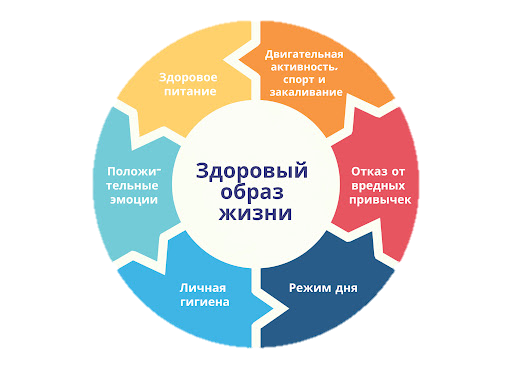 Здоровый
образ
жизни
Двигательная
активность-
спорт и
закаливание
Отказ от
вредных
привычек
Режим дня
Личная
гигиена
Положи-
тельные
эмоции
Здоровое
питание